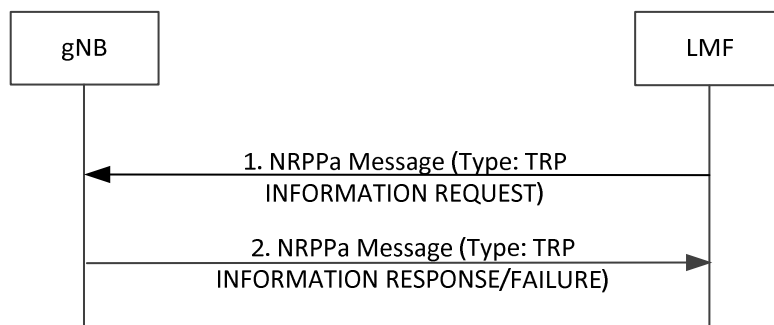 gNB
LMF
1. NRPPa Message (Type: TRP
INFORMATION REQUEST)
2. NRPPa Message (Type: TRP
INFORMATION RESPONSE/FAILURE)